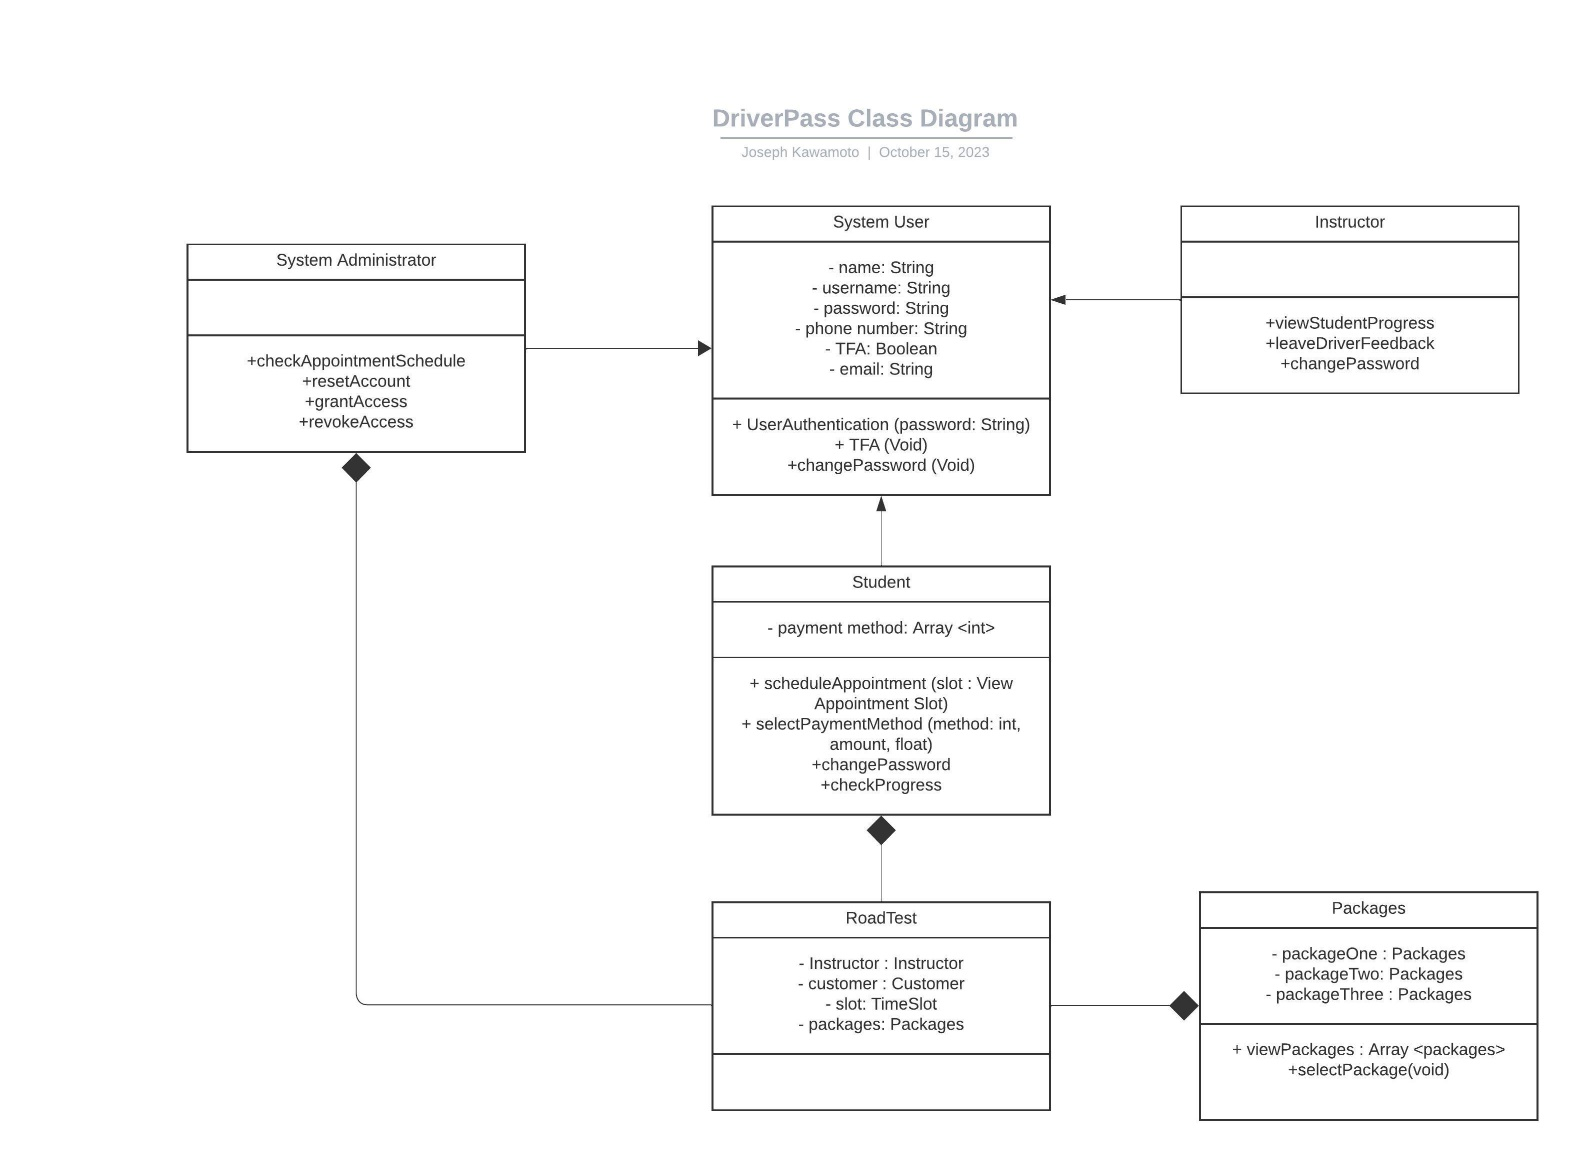 DriverPass Class Diagram
Joseph Kawamoto | October 15, 2023
System Administrator
+checkAppointmentSchedule
+resetAccount
+grantAccess
+revokeAccess
System User
- name: String
- username: String
- password: String
- phone number: String
- TFA: Boolean
- email: String
+ UserAuthentication (password: String)
+ TFA (Void)
+changePassword (Void)
Instructor
+viewStudentProgress
+leaveDriverFeedback
+changePassword
Student
- payment method: Array <int>
+ scheduleAppointment (slot : View
Appointment Slot)
+ selectPaymentMethod (method: int,
amount, float)
+changePassword
+checkProgress
RoadTest
- Instructor : Instructor
- customer : Customer
- slot: TimeSlot
- packages: Packages
Packages
- packageOne : Packages
- packageTwo: Packages
- packageThree : Packages
+ viewPackages : Array <packages>
+selectPackage(void)